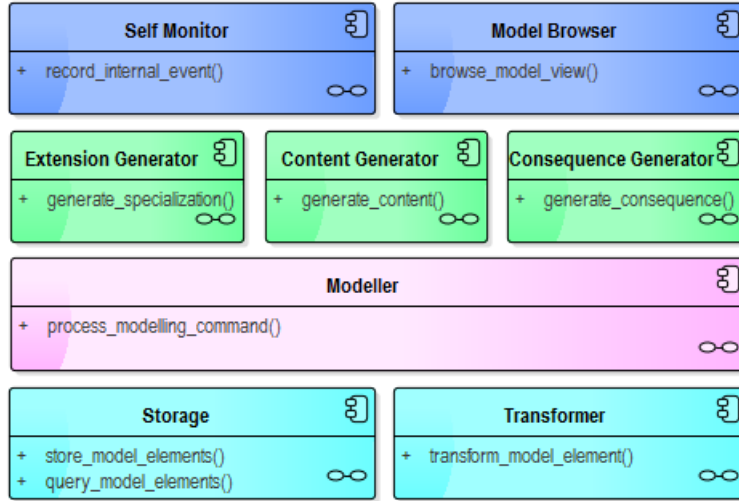 Self Monitor
+ record_internal_event()
Model Browser
+ browse_model_view()
Extension Generator
+ generate_specialization()
Content Generator
+ generate_content()
Consequence Generator
+ generate_consequence()
Modeller
+ process_modelling_command()
Storage
+ store_model_elements()
+ query_model_elements()
Transformer
+ transform_model_element()